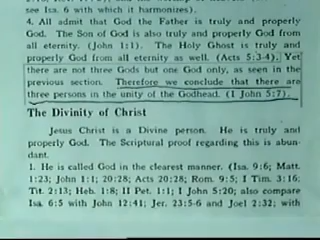 see Isa. 6 with which it harmonizes).
4. All admit that God the Father is truly and properly
God. The Son of God is also truly and properly God from
all eternity. (John 1:1). The Holy Ghost is truly and
properly God from all eternity as well. (Acts 5:3-4). Yet
there are not three Gods but one God only, as seen in the
previous section. Therefore we conclude that there are
three persons in the unity of the Godhead. (I John 5:7).
The Divinity of Christ
Jesus Christ is a Divine person. He is truly and
properly God. The Scriptural proof regarding this is abun-
dant.
1. He is called God in the clearest manner. (Isa. 9:6; Matt.
1:23; John 1:1; 20:28; Acts 20:28; Rom. 9:5; I Tim. 3:16;
Tit. 2:13; Heb. 1:8; II Pet. 1:1; I John 5:20; also compare
Isa. 6:5 with John 12:41; Jer. 23:5-6 and Joel 2:32; with